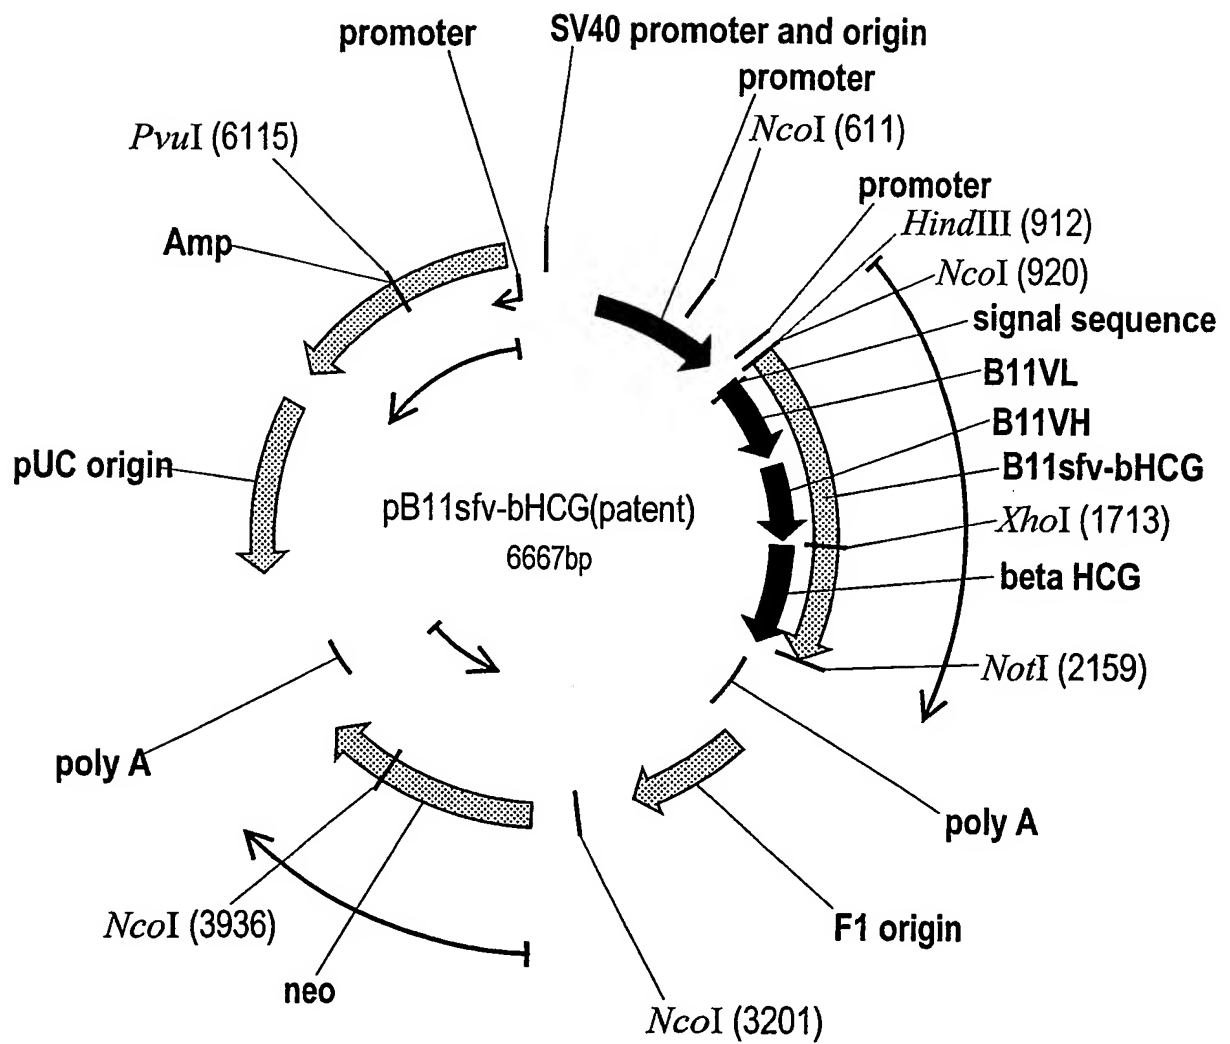 promoter
SV40 promoter and origin
promoter
PvuI (6115)
NcoI (611)
promoter
HindIII (912)
Amp
NcoI (920)
signal sequence
B11VL
B11VH
pUC origin
B11sfv-bHCG
pB11sfv-bHCG(patent)
6667bp
XhoI (1713)
beta HCG
NotI (2159)
poly A
poly A
NcoI (3936)
F1 origin
neo
NcoI (3201)